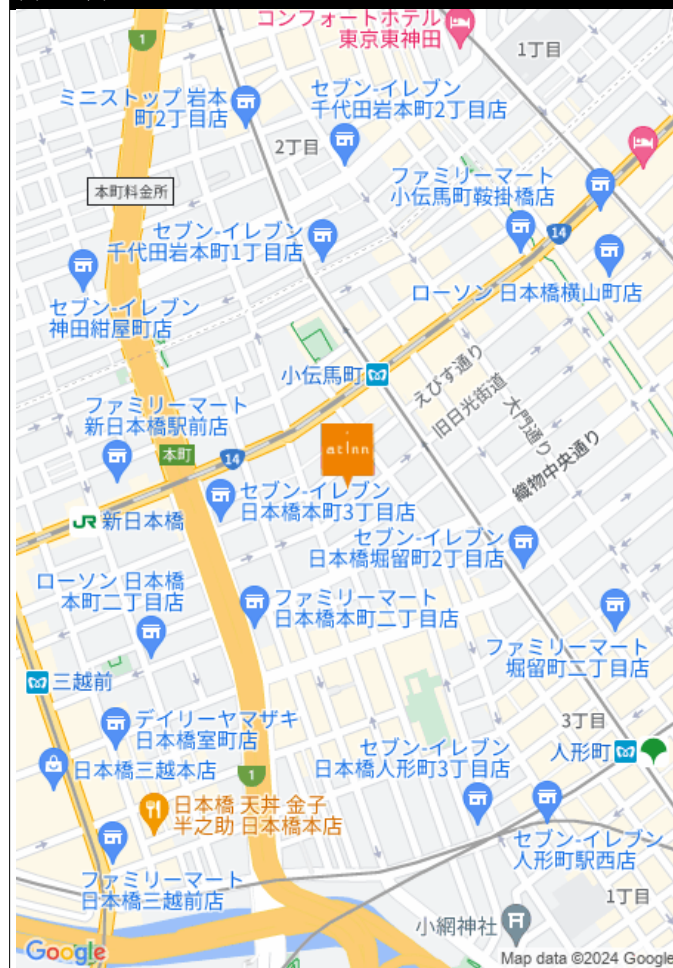 コンフォートホテル
東京東神田
1
1丁目
ミニストップ 岩本
町2丁目店
セブン-イレブン
千代田岩本町2丁目店
2丁目
本町料金所
ファミリーマート
小伝馬町鞍掛橋店
セブン-イレブン
千代田岩本町1丁目店
14
セブン-イレブン
神田紺屋町店
ローソン 日本橋横山町店
小伝馬町
えびす通り
旧日光街道
大門通り
織物中央通り
ファミリーマート
新日本橋駅前店
本町
14
atInn
JR 新日本橋
セブン-イレブン
日本橋本町3丁目店
セブン-イレブン
日本橋堀留町2丁目店
ローソン 日本橋
本町二丁目店
ファミリーマート
日本橋本町二丁目店
ファミリーマート
堀留町二丁目店
三越前
デイリーヤマザキ
日本橋室町店
3丁目
人形町
セブン-イレブン
日本橋人形町3丁目店
日本橋三越本店
1
日本橋 天丼 金子
半之助 日本橋本店
セブン-イレブン
人形町駅西店
ファミリーマート
日本橋三越前店
1丁目
小網神社
Google
Map data ©2024 Google